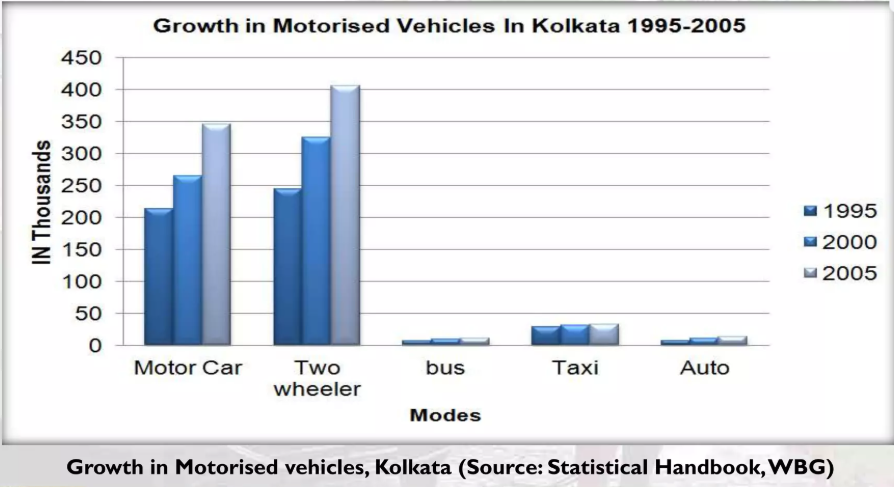 Growth in Motorised Vehicles In Kolkata 1995-2005
450
400
350
300
250
200
150
100
50
0
IN Thousands
Motor Car
Two
wheeler
bus
Taxi
Auto
Modes
1995
2000
2005
Growth in Motorised vehicles, Kolkata (Source: Statistical Handbook, WBG)